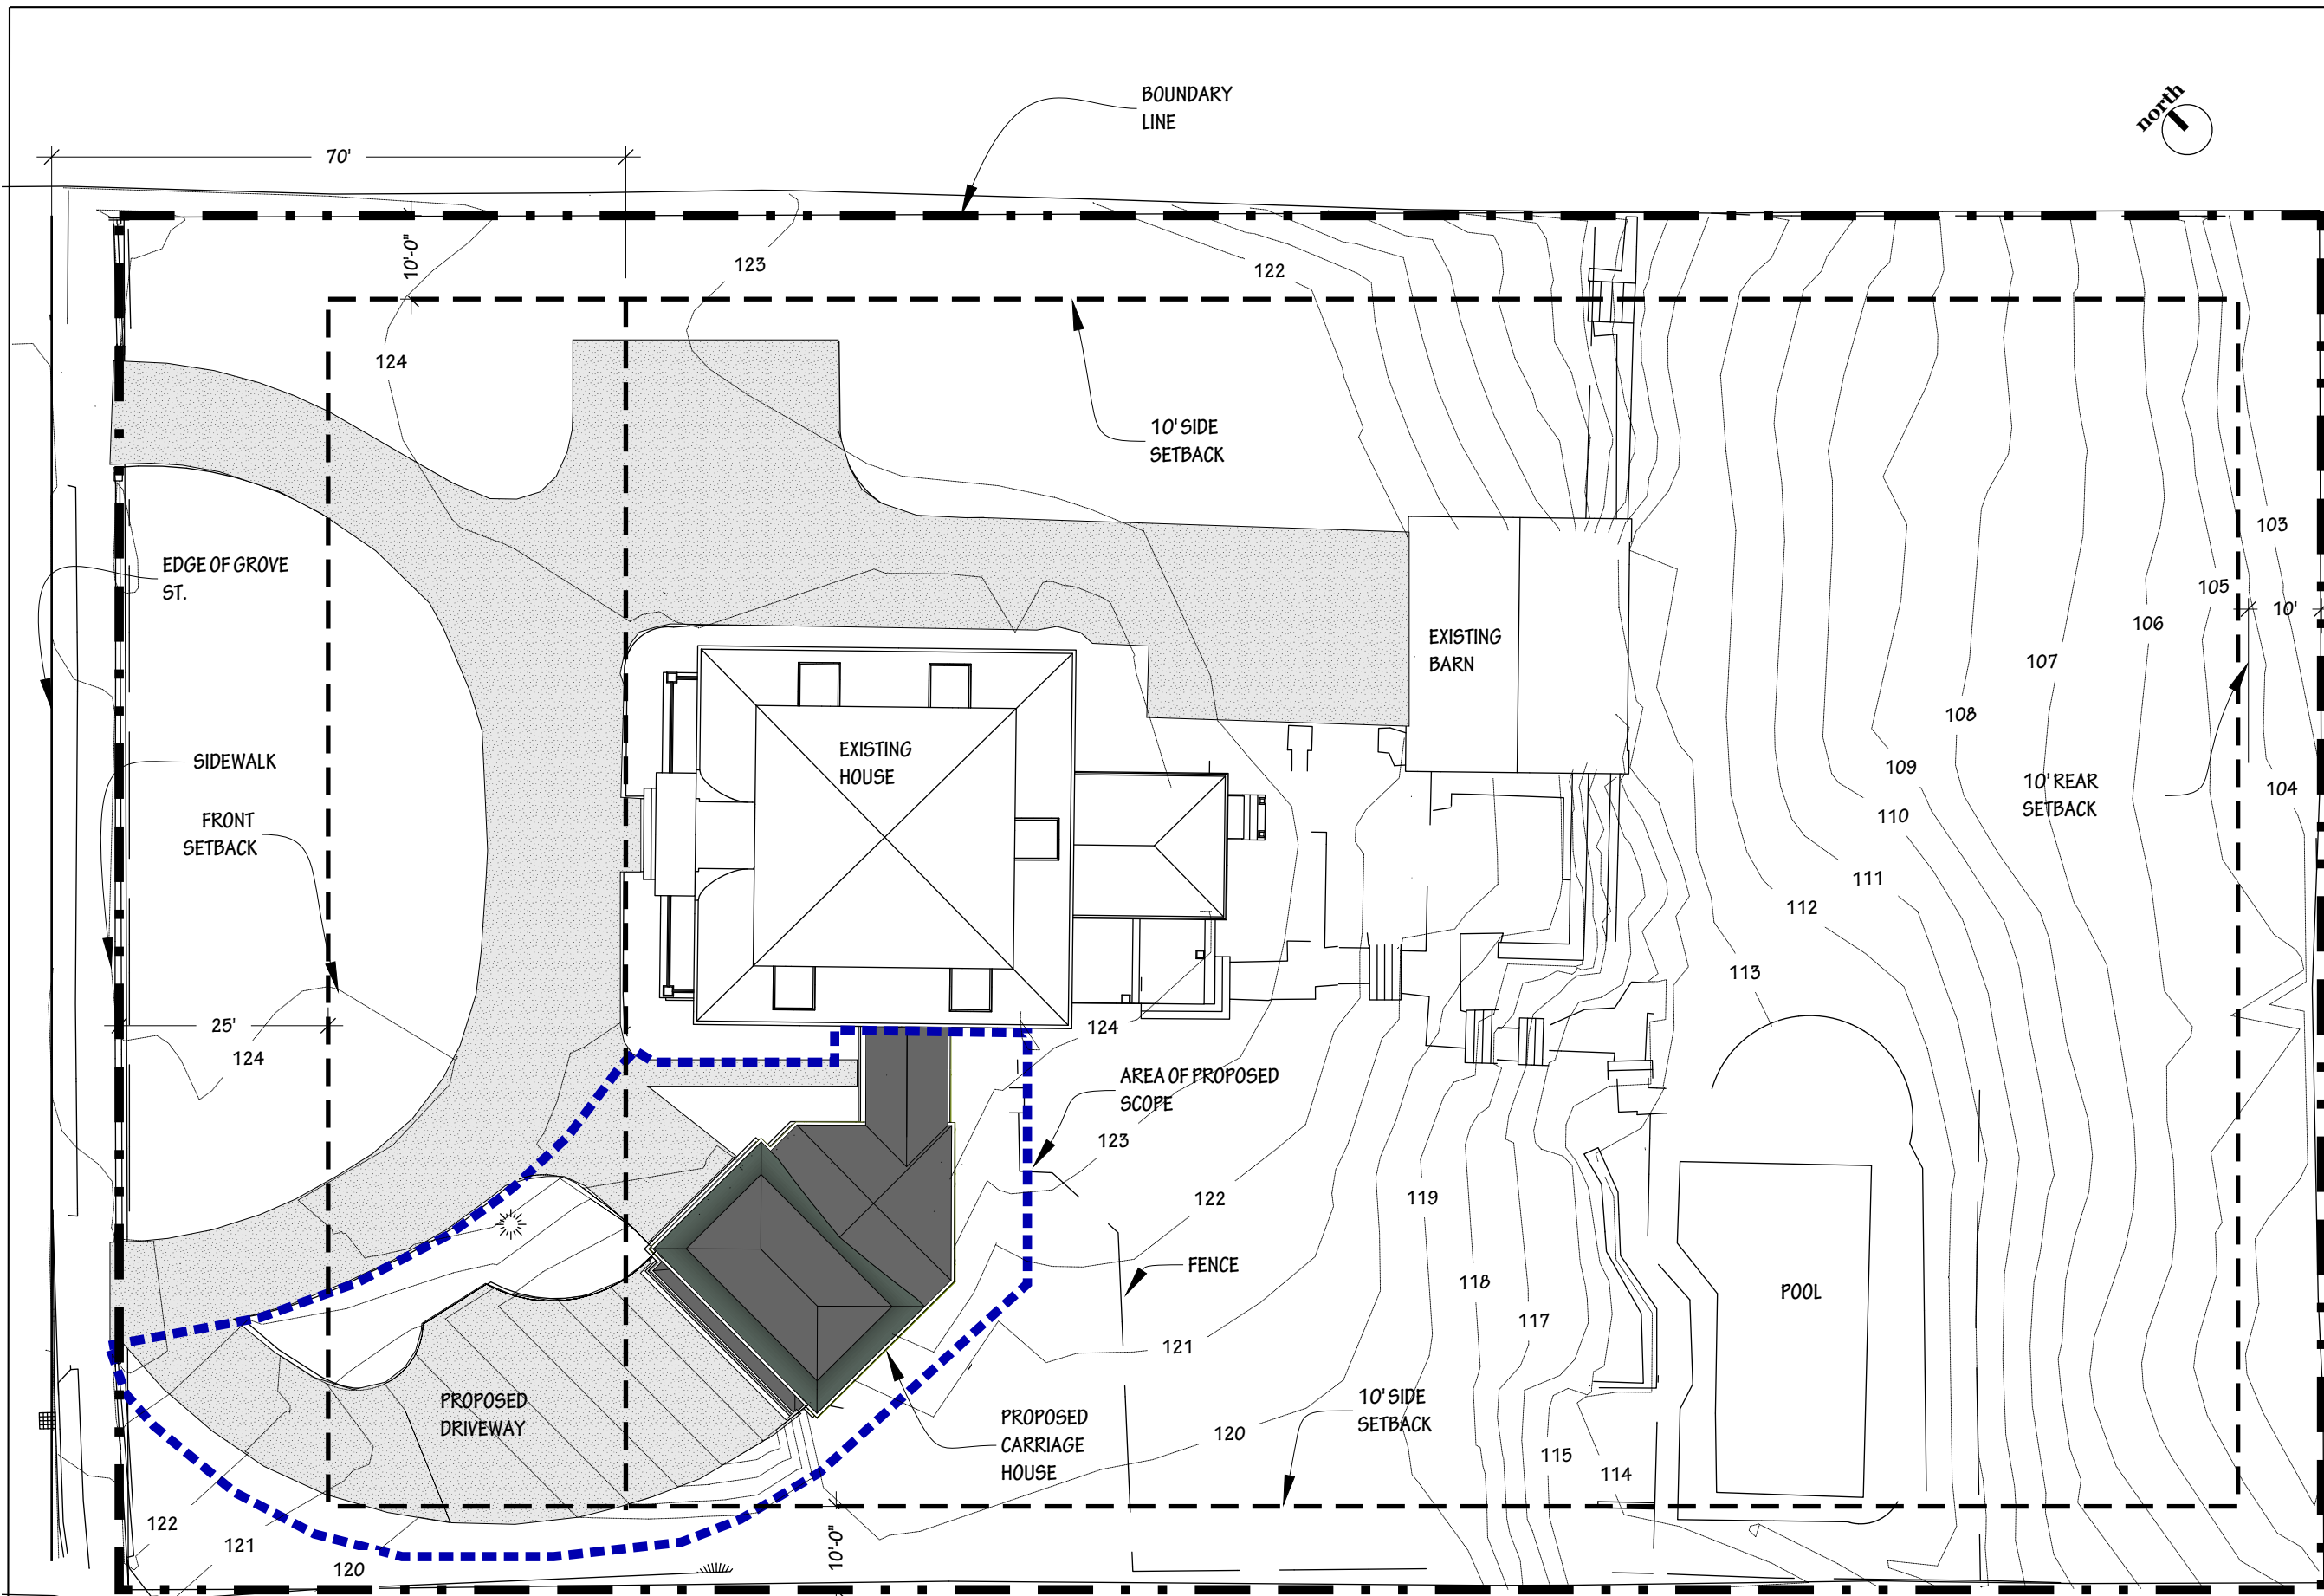 BOUNDARY
LINE
north
70'
10'-0"
123
122
124
10' SIDE
SETBACK
103
EDGE OF GROVE
ST.
105
10'
106
EXISTING
BARN
107
108
SIDEWALK
EXISTING
HOUSE
109
10' REAR
SETBACK
104
FRONT
SETBACK
110
111
112
113
25'
124
124
AREA OF PROPOSED
SCOPE
123
122
119
FENCE
118
POOL
117
121
PROPOSED
DRIVEWAY
PROPOSED
CARRIAGE
HOUSE
10' SIDE
SETBACK
120
115
114
122
121
120
10'-0"